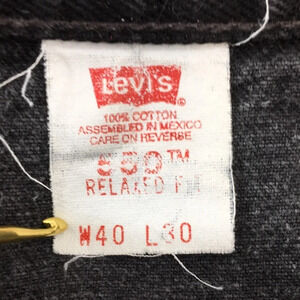 Levi's
100% COTTON
ASSEMBLED IN MEXICO
CARE ON REVERSE
550™
RELAXED FIT
W40 L30